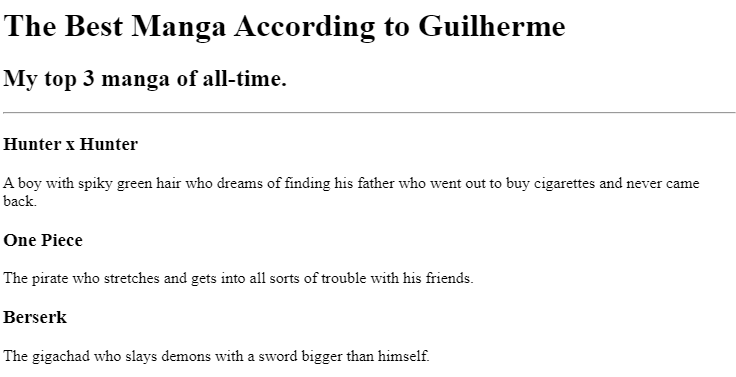 The Best Manga According to Guilherme
My top 3 manga of all-time.
Hunter x Hunter
A boy with spiky green hair who dreams of finding his father who went out to buy cigarettes and never came
back.
One Piece
The pirate who stretches and gets into all sorts of trouble with his friends.
Berserk
The gigachad who slays demons with a sword bigger than himself.